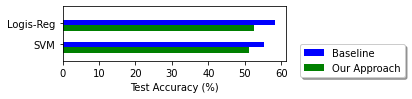 Logis-Reg
SVM
0 10 20 30 40 50 60
Test Accuracy (%)
Baseline
Our Approach